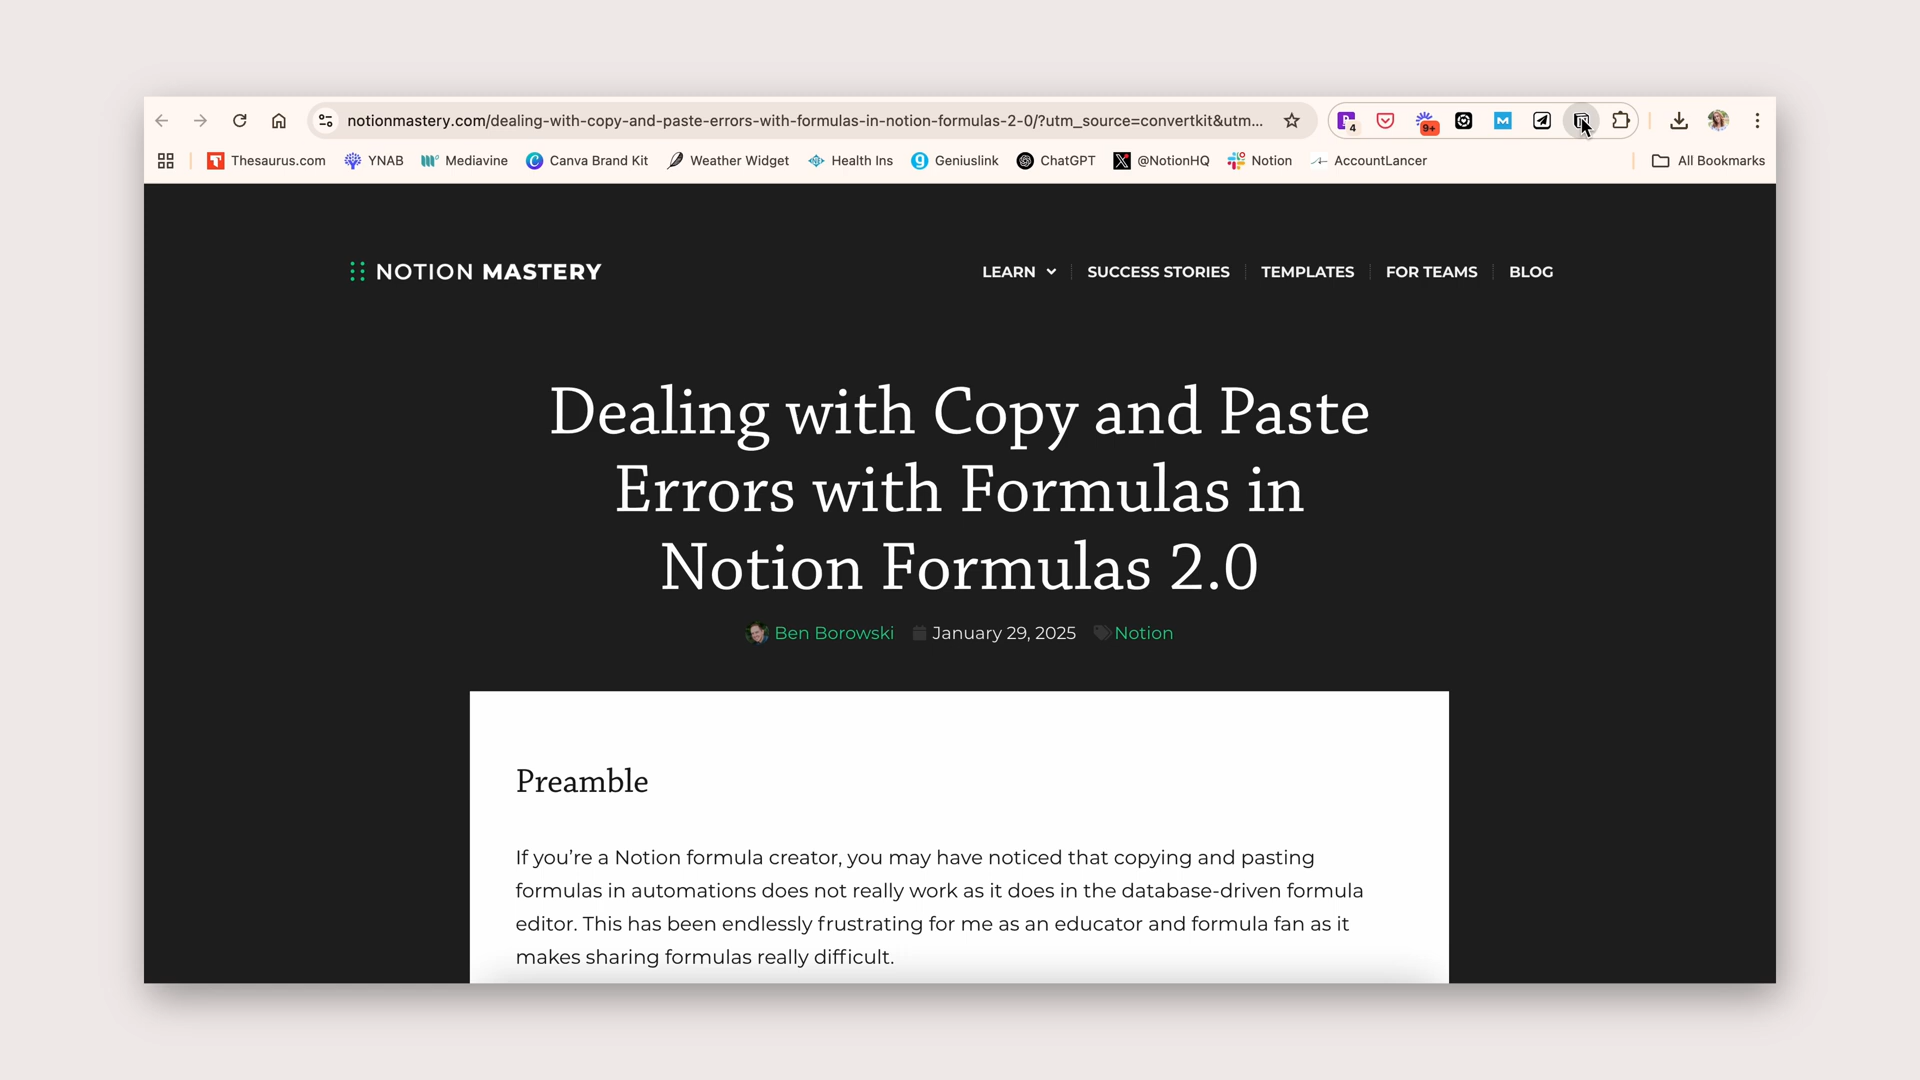 notionmastery.com/dealing-with-copy-and-paste-errors-with-formulas-in-notion-formulas-2-0/?utm_source=convertkit&utm...
4
9+
M
Thesaurus.com
YNAB
Mediavine
Canva Brand Kit
Weather Widget
Health Ins
Geniuslink
ChatGPT
@NotionHQ
Notion
AccountLancer
All Bookmarks
NOTION MASTERY
LEARN
SUCCESS STORIES
TEMPLATES
FOR TEAMS
BLOG
Dealing with Copy and Paste
Errors with Formulas in
Notion Formulas 2.0
Ben Borowski January 29, 2025 Notion
Preamble
If you’re a Notion formula creator, you may have noticed that copying and pasting
formulas in automations does not really work as it does in the database-driven formula
editor. This has been endlessly frustrating for me as an educator and formula fan as it
makes sharing formulas really difficult.